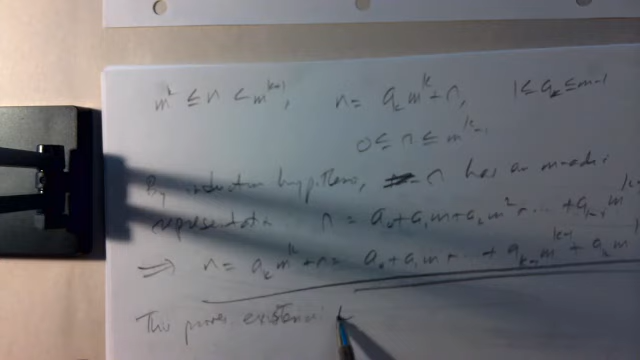 m^k ≤ n < m^{k+1}, n = a_k m^k + r, 1 ≤ a_k ≤ m-1
0 ≤ r ≤ m^k-1
By induction hypothesis, r has an m-adic
representation r = a_0 + a_1 m + a_2 m^2 + ... + a_{k-1} m^{k-1}
⇒ n = a_k m^k + r = a_0 + a_1 m + ... + a_{k-1} m^{k-1} + a_k m^k
This proves existence